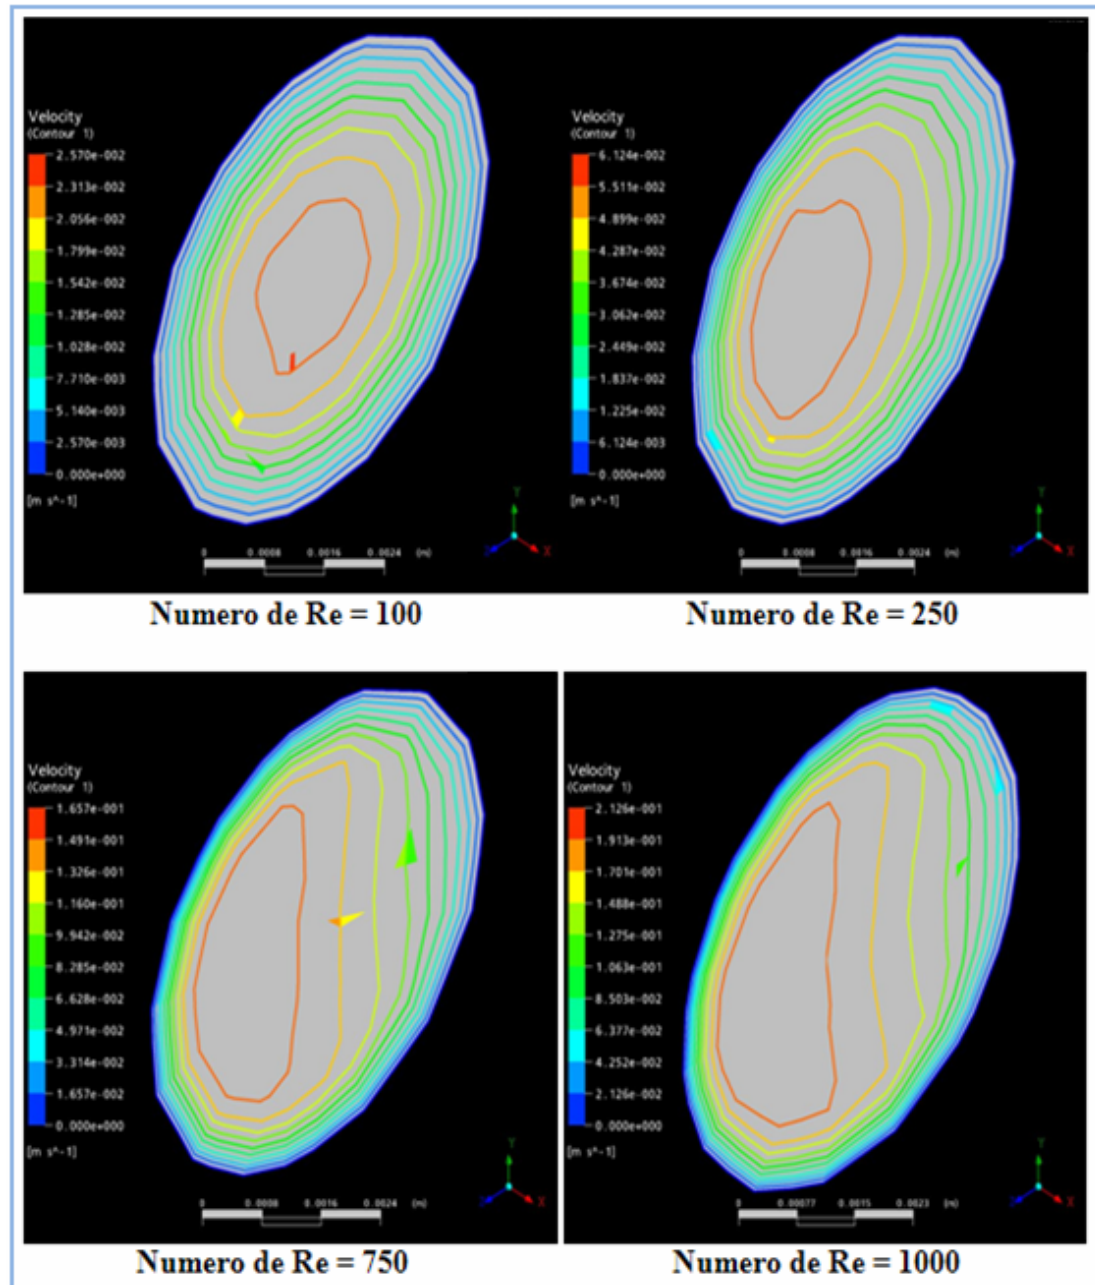 Velocity
(Contour 1)
2.570e-002
2.313e-002
2.056e-002
1.799e-002
1.542e-002
1.285e-002
1.028e-002
7.710e-003
5.140e-003
2.570e-003
0.000e+000
[m s^-1]
0 0.0008 0.0016 0.0024 (m)
Y
X
Numero de Re = 100
Velocity
(Contour 1)
6.124e-002
5.511e-002
4.899e-002
4.287e-002
3.674e-002
3.062e-002
2.449e-002
1.837e-002
1.225e-002
6.124e-003
0.000e+000
[m s^-1]
0 0.0008 0.0016 0.0024 (m)
Y
X
Numero de Re = 250
Velocity
(Contour 1)
1.657e-001
1.491e-001
1.326e-001
1.160e-001
9.942e-002
8.285e-002
6.628e-002
4.971e-002
3.314e-002
1.657e-002
0.000e+000
[m s^-1]
0 0.0008 0.0016 0.0024 (m)
Y
X
Numero de Re = 750
Velocity
(Contour 1)
2.126e-001
1.913e-001
1.701e-001
1.488e-001
1.275e-001
1.063e-001
8.503e-002
6.377e-002
4.252e-002
2.126e-002
0.000e+000
[m s^-1]
0 0.00077 0.0015 0.0023 (m)
Y
X
Numero de Re = 1000